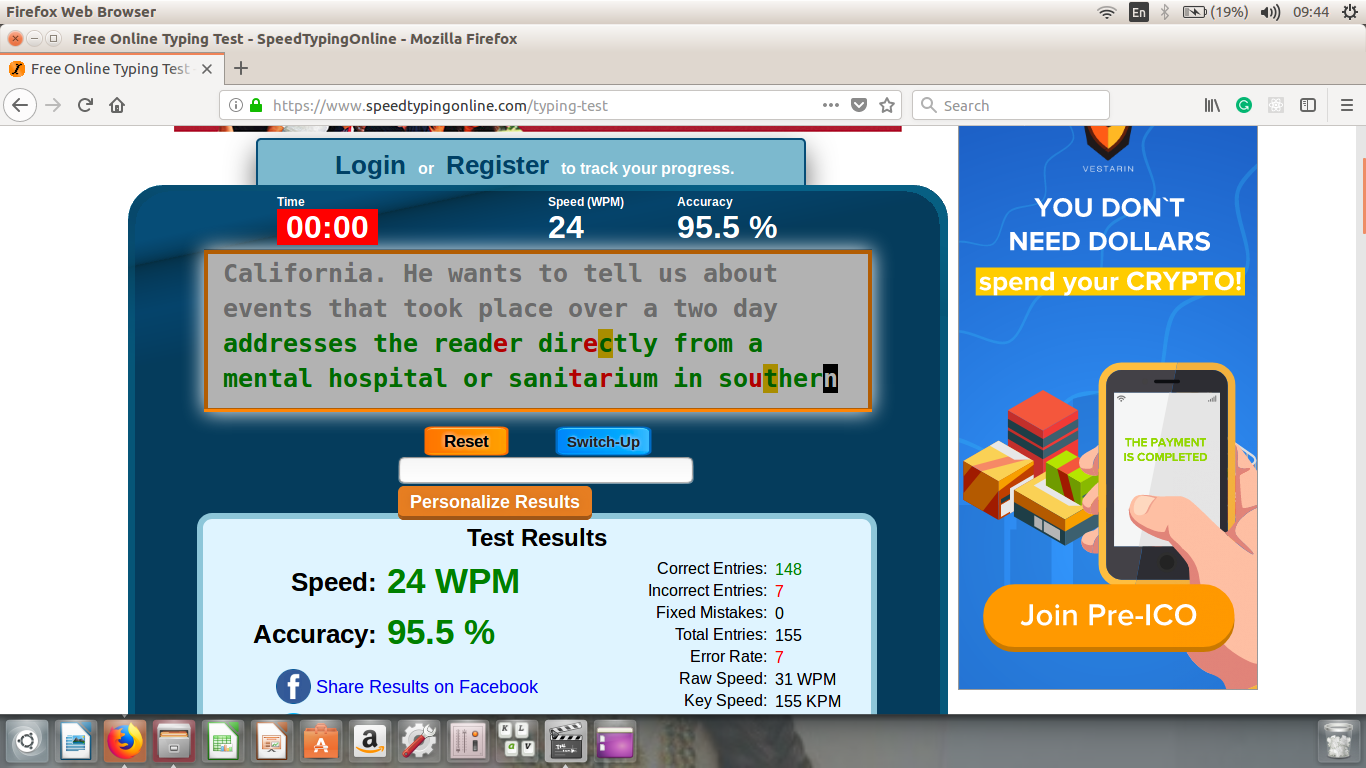 Firefox Web Browser
En
(19%)
09:44
Free Online Typing Test - SpeedTypingOnline - Mozilla Firefox
Free Online Typing Test
https://www.speedtypingonline.com/typing-test
Search
Login or Register to track your progress.
Time
Speed (WPM)
Accuracy
00:00
24
95.5 %
California. He wants to tell us about
events that took place over a two day
addresses the reader directly from a
mental hospital or sanitarium in southern
Reset
Switch-Up
Personalize Results
Test Results
Speed: 24 WPM
Accuracy: 95.5 %
Share Results on Facebook
Correct Entries: 148
Incorrect Entries: 7
Fixed Mistakes: 0
Total Entries: 155
Error Rate: 7
Raw Speed: 31 WPM
Key Speed: 155 KPM
VESTARIN
YOU DON`T
NEED DOLLARS
spend your CRYPTO!
THE PAYMENT
IS COMPLETED
Join Pre-ICO